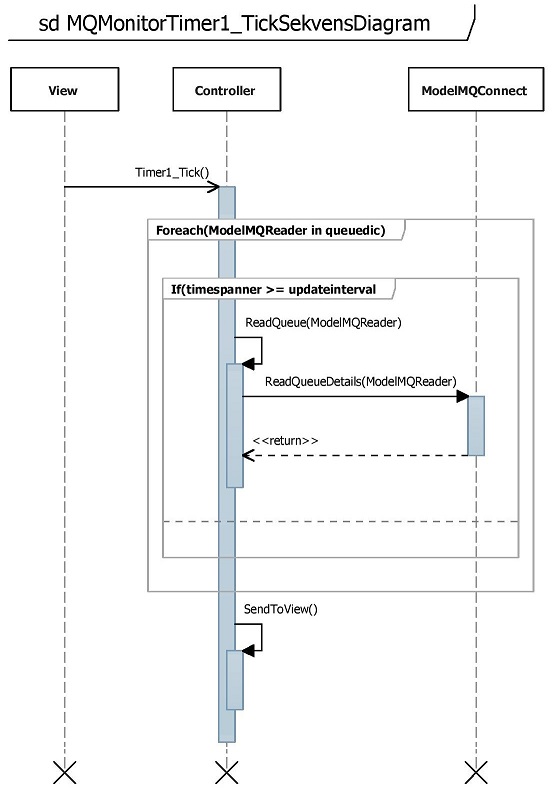 sd MQMonitorTimer1_TickSekvensDiagram
View
Controller
ModelMQConnect
Timer1_Tick()
Foreach(ModelMQReader in queuedic)
If(timespanner >= updateinterval
ReadQueue(ModelMQReader)
ReadQueueDetails(ModelMQReader)
<<return>>
SendToView()